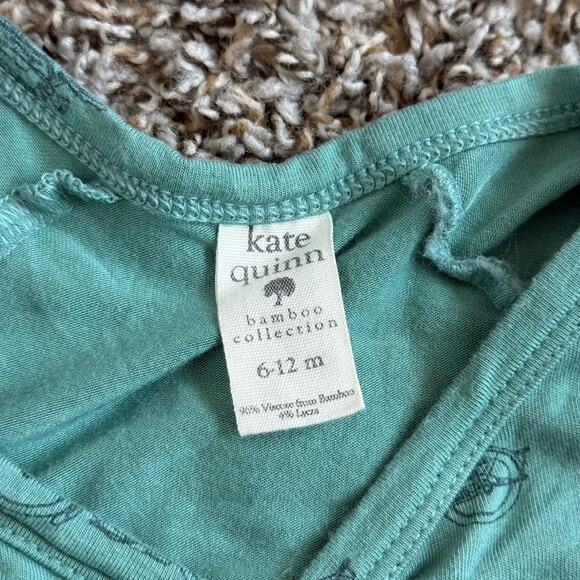 kate
quinn
bamboo
collection
6-12 m
96% Viscose from Bamboo
4% Lycra